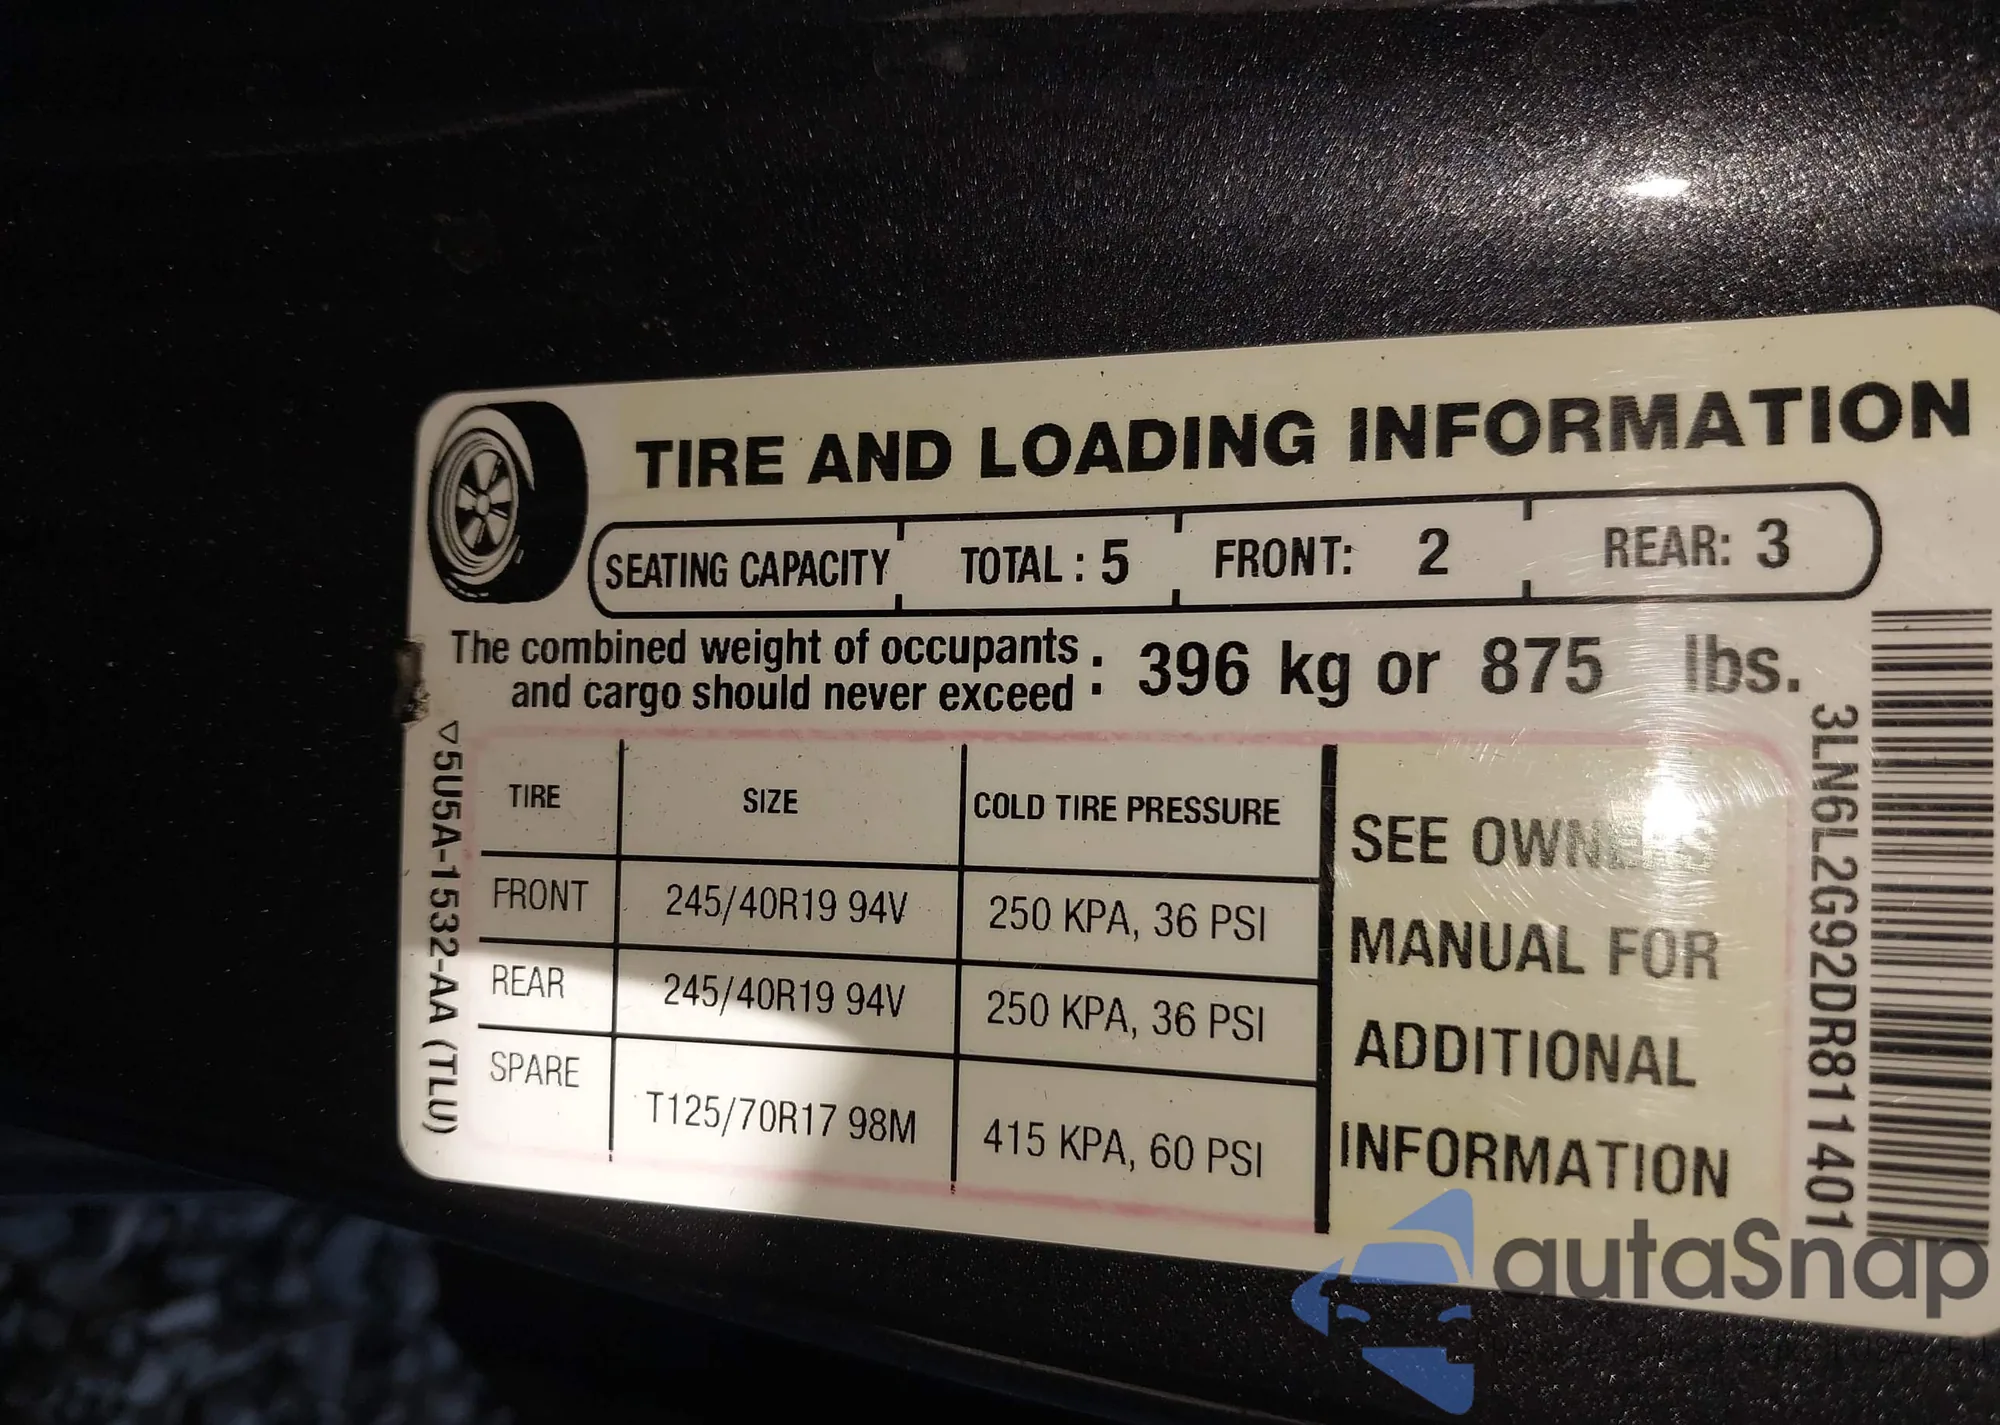 TIRE AND LOADING INFORMATION
SEATING CAPACITY TOTAL : 5 FRONT: 2 REAR: 3
The combined weight of occupants
and cargo should never exceed : 396 kg or 875 lbs.
TIRE SIZE COLD TIRE PRESSURE
FRONT 245/40R19 94V 250 KPA, 36 PSI
REAR 245/40R19 94V 250 KPA, 36 PSI
SPARE T125/70R17 98M 415 KPA, 60 PSI
SEE OWNERS
MANUAL FOR
ADDITIONAL
INFORMATION
▽5U5A-1532-AA (TLU)
3LN6L2G92DR811401
autaSnap